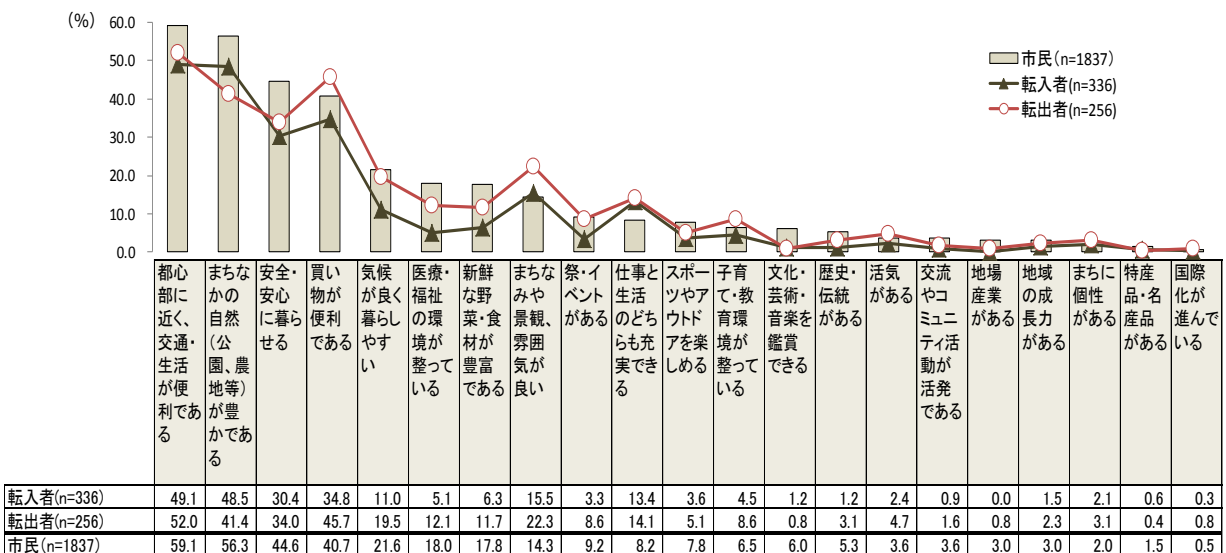 (%)
60.0
50.0
40.0
30.0
20.0
10.0
0.0
市民(n=1837)
転入者(n=336)
転出者(n=256)
都心
部に
近く、
交通・
生活
が便
利であ
る
まちな
かの
自然
(公
園、農
地等)
が豊
かであ
る
安全・
安心
に暮ら
せる
買い
物が
便利
である
気候
が良く
暮らし
やす
い
医療・
福祉
の環
境が
整って
いる
新鮮
な野
菜・食
材が
豊富
である
まちな
みや
景観、
雰囲
気が
良い
祭・イ
ベント
がある
仕事と
生活
のどち
らも充
実でき
る
スポー
ツやア
ウトド
アを楽
しめる
子育
て・教
育環
境が
整って
いる
文化・
芸術・
音楽を
鑑賞
できる
歴史・
伝統
がある
活気
がある
交流
やコ
ミュニ
ティ活
動が
活発
である
地場
産業
がある
地域
の成
長力
がある
まちに
個性
がある
特産
品・名
産品
がある
国際
化が
進んで
いる
転入者(n=336) 49.1 48.5 30.4 34.8 11.0 5.1 6.3 15.5 3.3 13.4 3.6 4.5 1.2 1.2 2.4 0.9 0.0 1.5 2.1 0.6 0.3
転出者(n=256) 52.0 41.4 34.0 45.7 19.5 12.1 11.7 22.3 8.6 14.1 5.1 8.6 0.8 3.1 4.7 1.6 0.8 2.3 3.1 0.4 0.8
市民(n=1837) 59.1 56.3 44.6 40.7 21.6 18.0 17.8 14.3 9.2 8.2 7.8 6.5 6.0 5.3 3.6 3.6 3.0 3.0 2.0 1.5 0.5